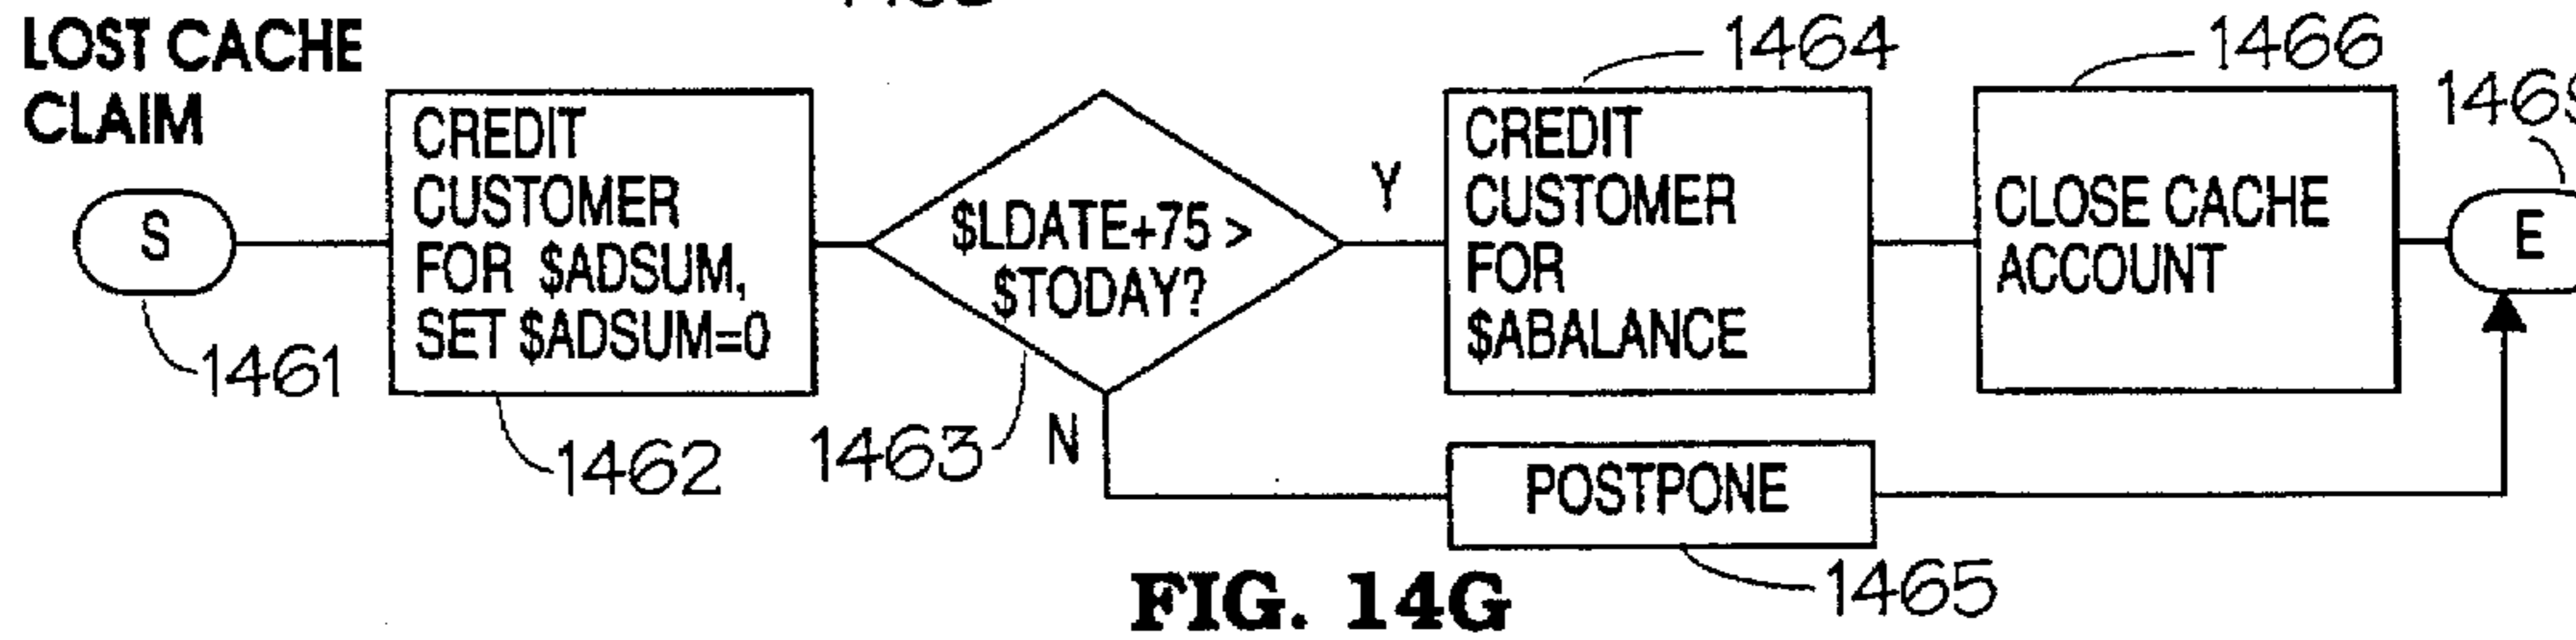 LOST CACHE
CLAIM
S
1461
CREDIT
CUSTOMER
FOR $ADSUM,
SET $ADSUM=0
1462
$LDATE+75 >
$TODAY?
1463
Y
N
1464
CREDIT
CUSTOMER
FOR
$ABALANCE
1466
CLOSE CACHE
ACCOUNT
E
POSTPONE
1465
FIG. 14G